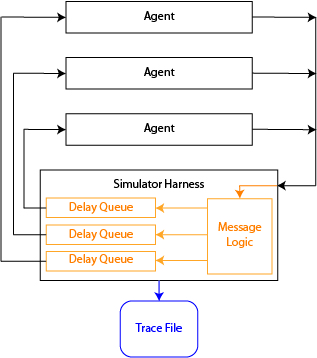 Agent
Agent
Agent
Simulator Harness
Delay Queue
Delay Queue
Delay Queue
Message
Logic
Trace File